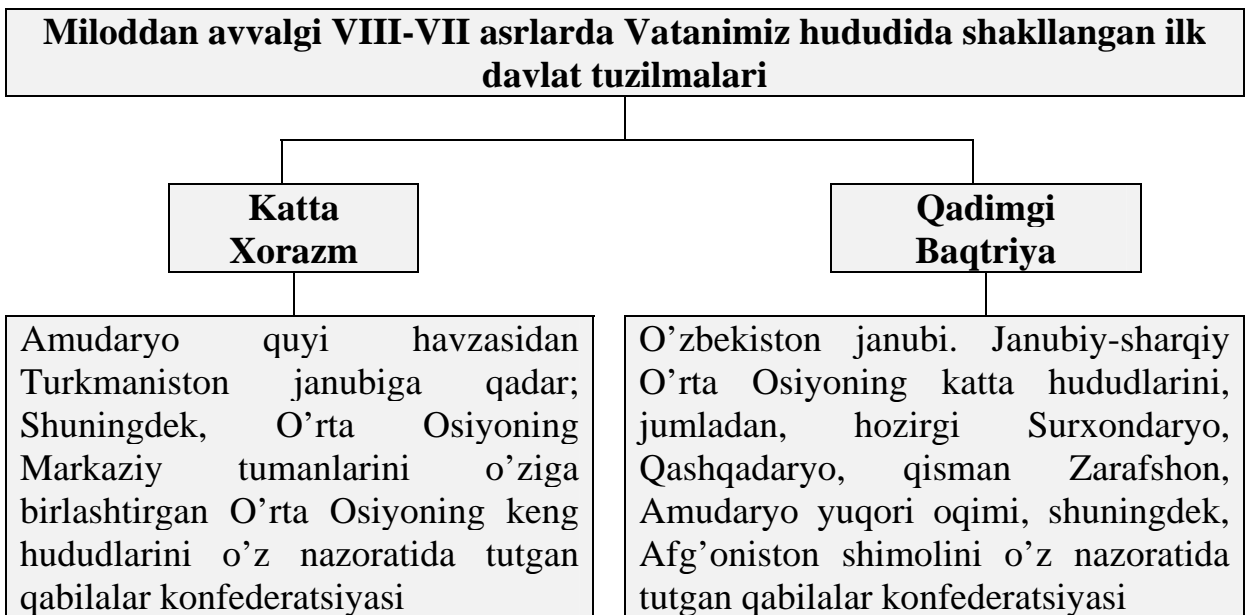 Miloddan avvalgi VIII-VII asrlarda Vatanimiz hududida shakllangan ilk
davlat tuzilmalari
Katta
Xorazm
Qadimgi
Baqtriya
Amudaryo quyi havzasidan
Turkmaniston janubiga qadar;
Shuningdek, O’rta Osiyoning
Markaziy tumanlarini o’ziga
birlashtirgan O’rta Osiyoning keng
hududlarini o’z nazoratida tutgan
qabilalar konfederatsiyasi
O’zbekiston janubi. Janubiy-sharqiy
O’rta Osiyoning katta hududlarini,
jumladan, hozirgi Surxondaryo,
Qashqadaryo, qisman Zarafshon,
Amudaryo yuqori oqimi, shuningdek,
Afg’oniston shimolini o’z nazoratida
tutgan qabilalar konfederatsiyasi